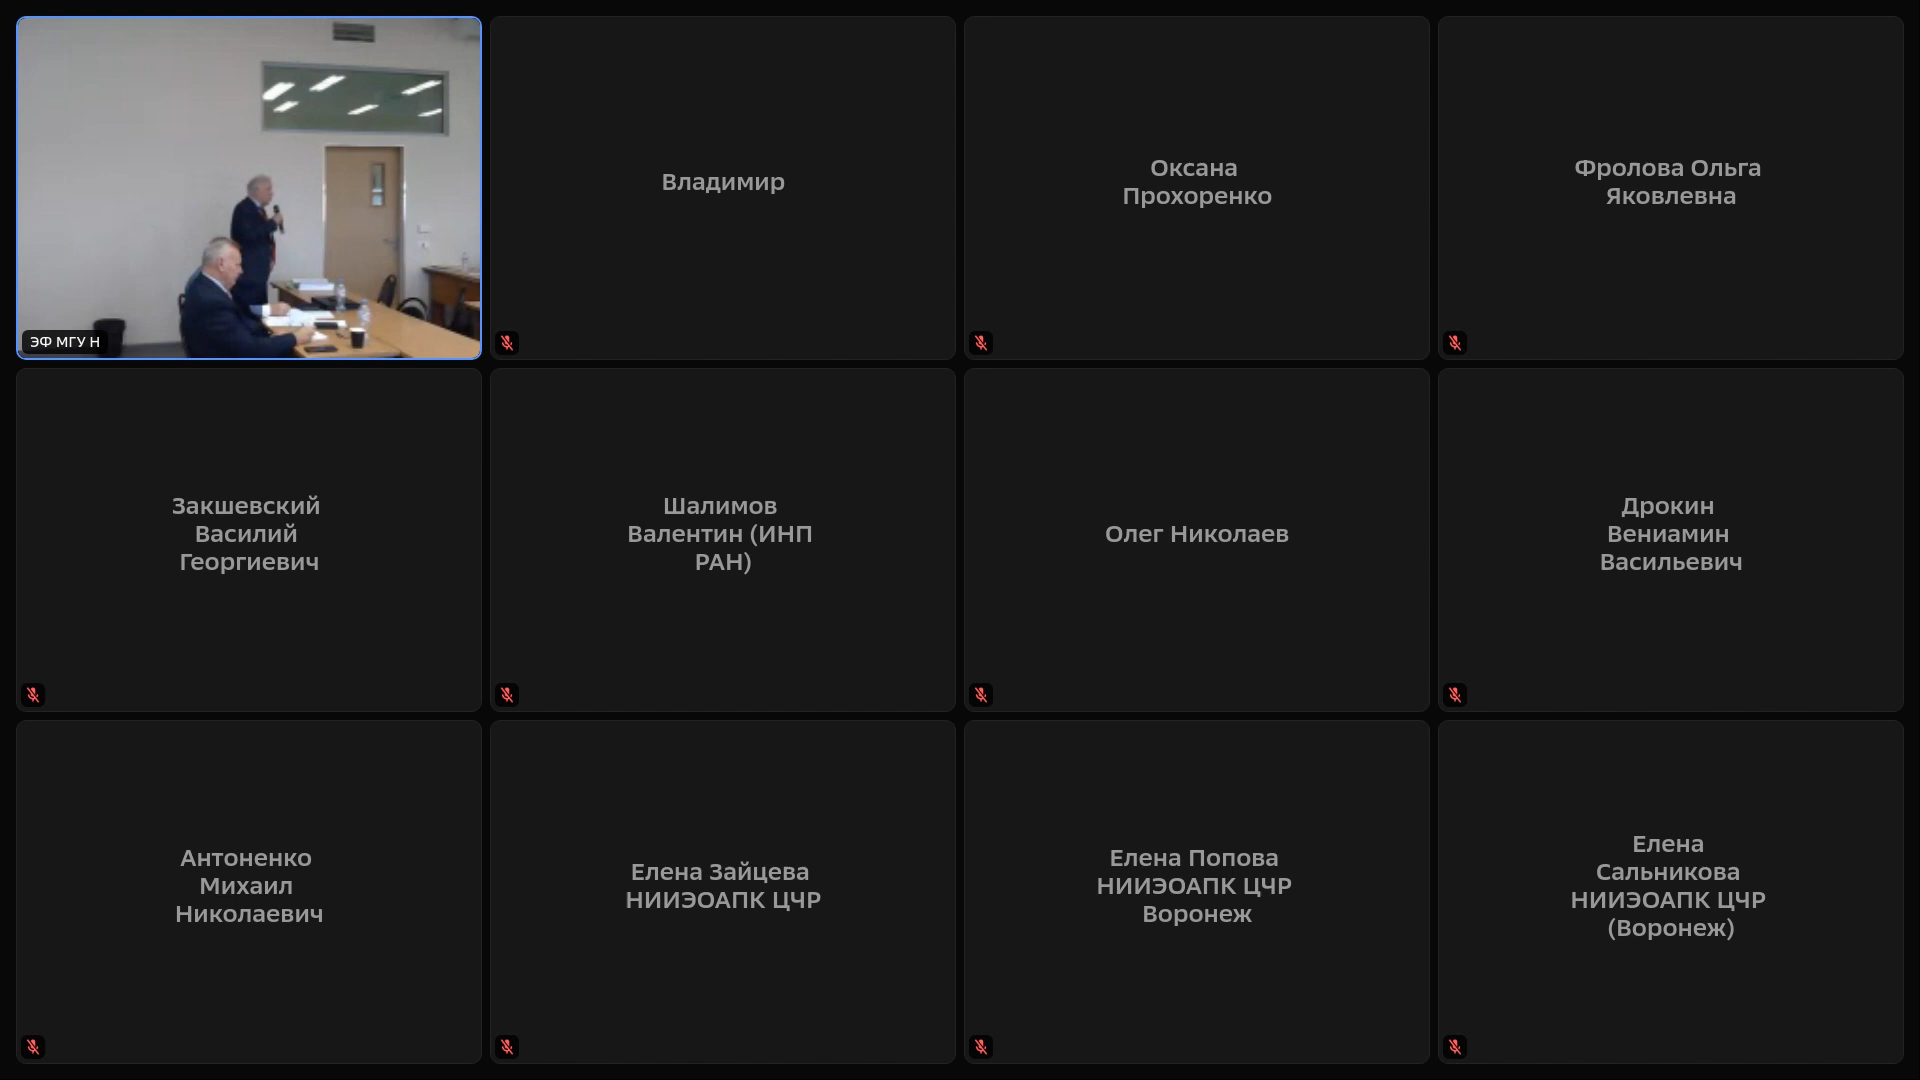 ЭФ МГУ Н
Владимир
Оксана
Прохоренко
Фролова Ольга
Яковлевна
Закшевский
Василий
Георгиевич
Шалимов
Валентин (ИНП
РАН)
Олег Николаев
Дрокин
Вениамин
Васильевич
Антоненко
Михаил
Николаевич
Елена Зайцева
НИИЭОАПК ЦЧР
Елена Попова
НИИЭОАПК ЦЧР
Воронеж
Елена
Сальникова
НИИЭОАПК ЦЧР
(Воронеж)